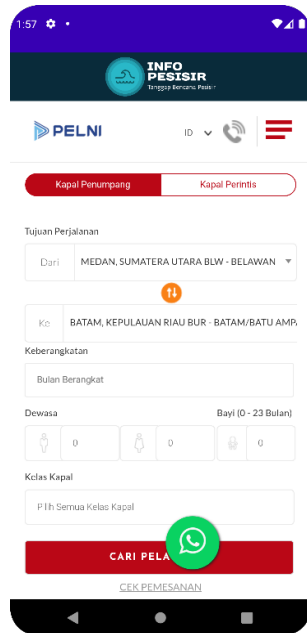 1:57
INFO
PESISIR
Tanggap Bencana Pesisir
PELNI
ID
Kapal Penumpang
Kapal Perintis
Tujuan Perjalanan
Dari
MEDAN, SUMATERA UTARA BLW - BELAWAN
Ke
BATAM, KEPULAUAN RIAU BUR - BATAM/BATU AMPA
Keberangkatan
Bulan Berangkat
Dewasa
Bayi (0 - 23 Bulan)
0
0
0
Kelas Kapal
Pilih Semua Kelas Kapal
CARI PELA
CEK PEMESANAN